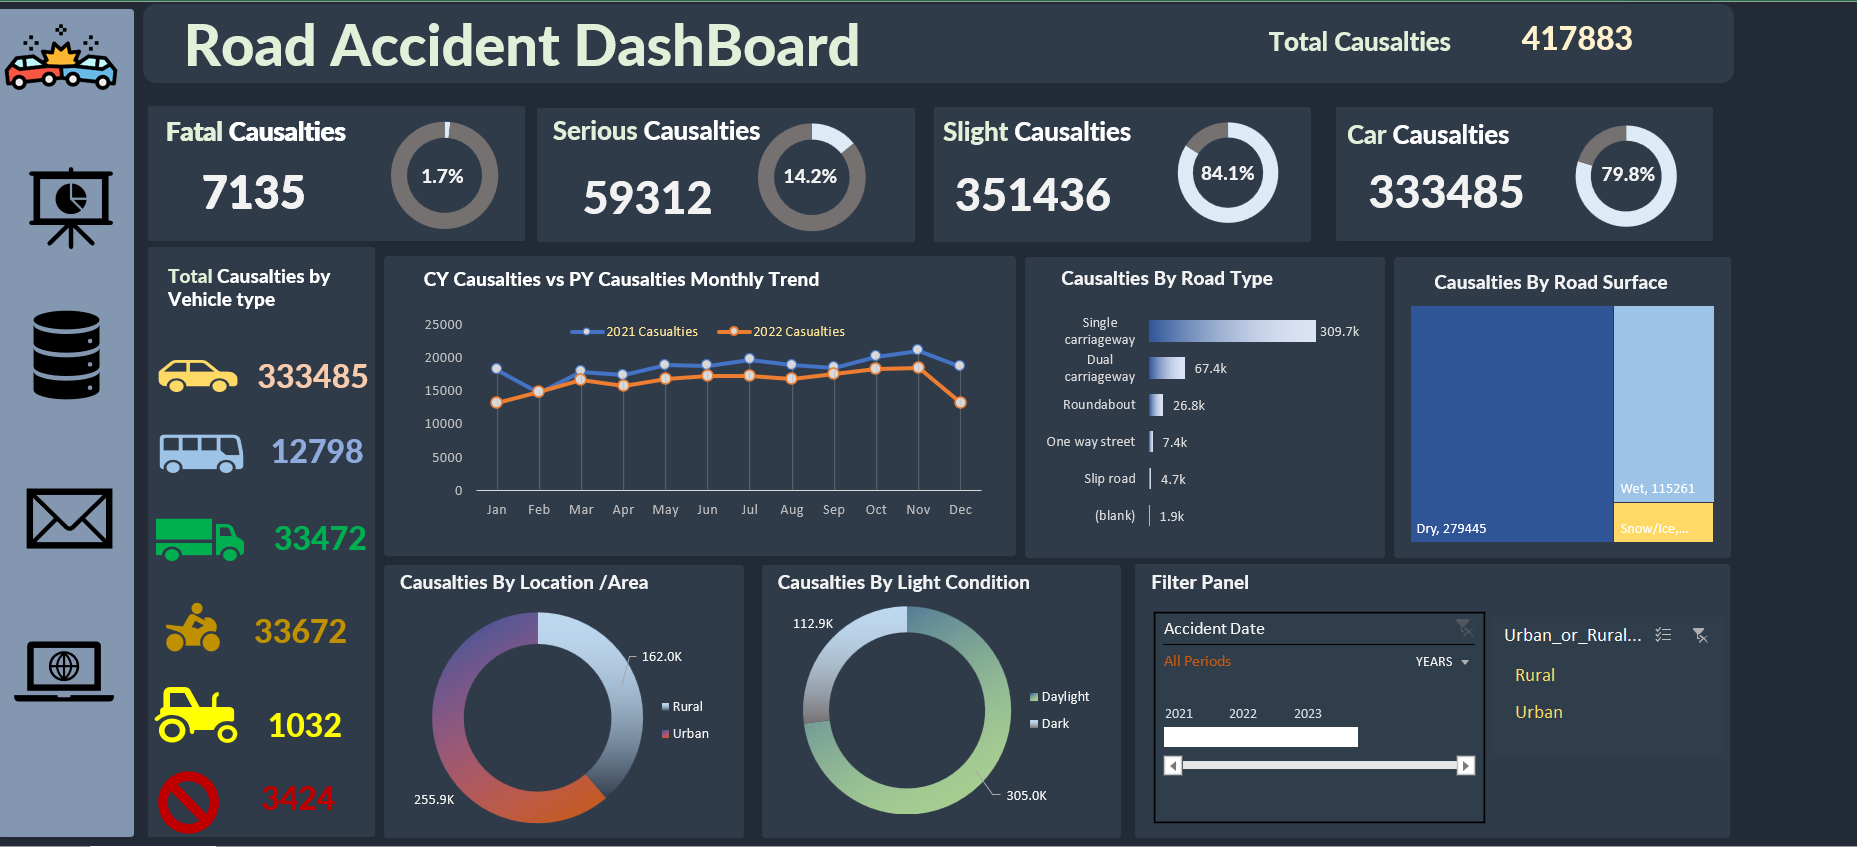 Road Accident DashBoard
Total Causalties
417883
Fatal Causalties
7135
1.7%
Serious Causalties
59312
14.2%
Slight Causalties
351436
84.1%
Car Causalties
333485
79.8%
Total Causalties by
Vehicle type
333485
12798
33472
33672
1032
3424
CY Causalties vs PY Causalties Monthly Trend
2021 Causalties
2022 Causalties
25000
20000
15000
10000
5000
0
Jan Feb Mar Apr May Jun Jul Aug Sep Oct Nov Dec
Causalties By Road Type
Single
carriageway
309.7k
Dual
carriageway
67.4k
Roundabout
26.8k
One way street
7.4k
Slip road
4.7k
(blank)
1.9k
Causalties By Road Surface
Dry, 279445
Wet, 115261
Snow/Ice,...
Causalties By Location /Area
162.0K
Rural
Urban
255.9K
Causalties By Light Condition
112.9K
Daylight
Dark
305.0K
Filter Panel
Accident Date
All Periods
YEARS
2021 2022 2023
Urban_or_Rural...
Rural
Urban